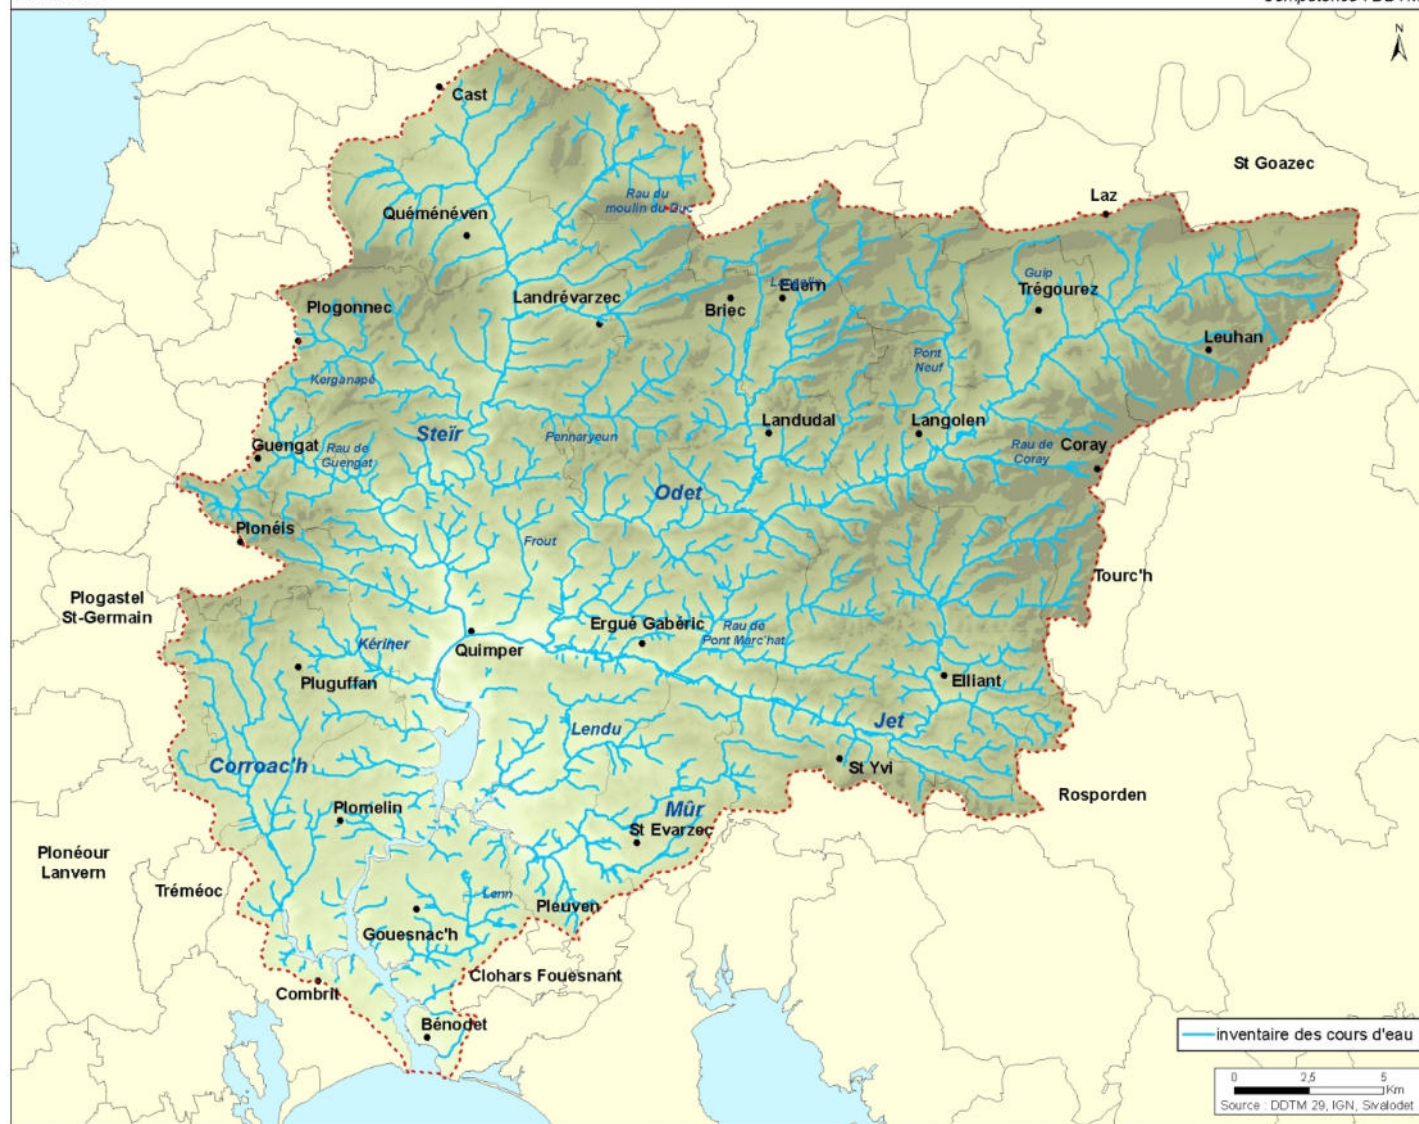 N
Cast
St Goazec
Laz
Rau du
moulin du Duc
Quéménéven
Guip
Trégourez
Edern
Landrévarzec
Briec
Plogonnec
Leuhan
Pont
Neuf
Kerganapé
Landudal
Langolen
Steïr
Pennaryeun
Guengat
Rau de
Guengat
Rau de
Coray
Coray
Odet
Plonéis
Frout
Tourc'h
Plogastel
St-Germain
Ergué Gabéric
Rau de
Pont Marc'hat
Kériner
Quimper
Pluguffan
Elliant
Lendu
Jet
Corroac'h
St Yvi
Rosporden
Plomelin
Mûr
St Evarzec
Plonéour
Lanvern
Tréméoc
Lenn
Pleuven
Gouesnac'h
Clohars Fouesnant
Combrit
Bénodet
inventaire des cours d'eau
0 2,5 5
Km
Source : DDTM 29, IGN, Sivalodet